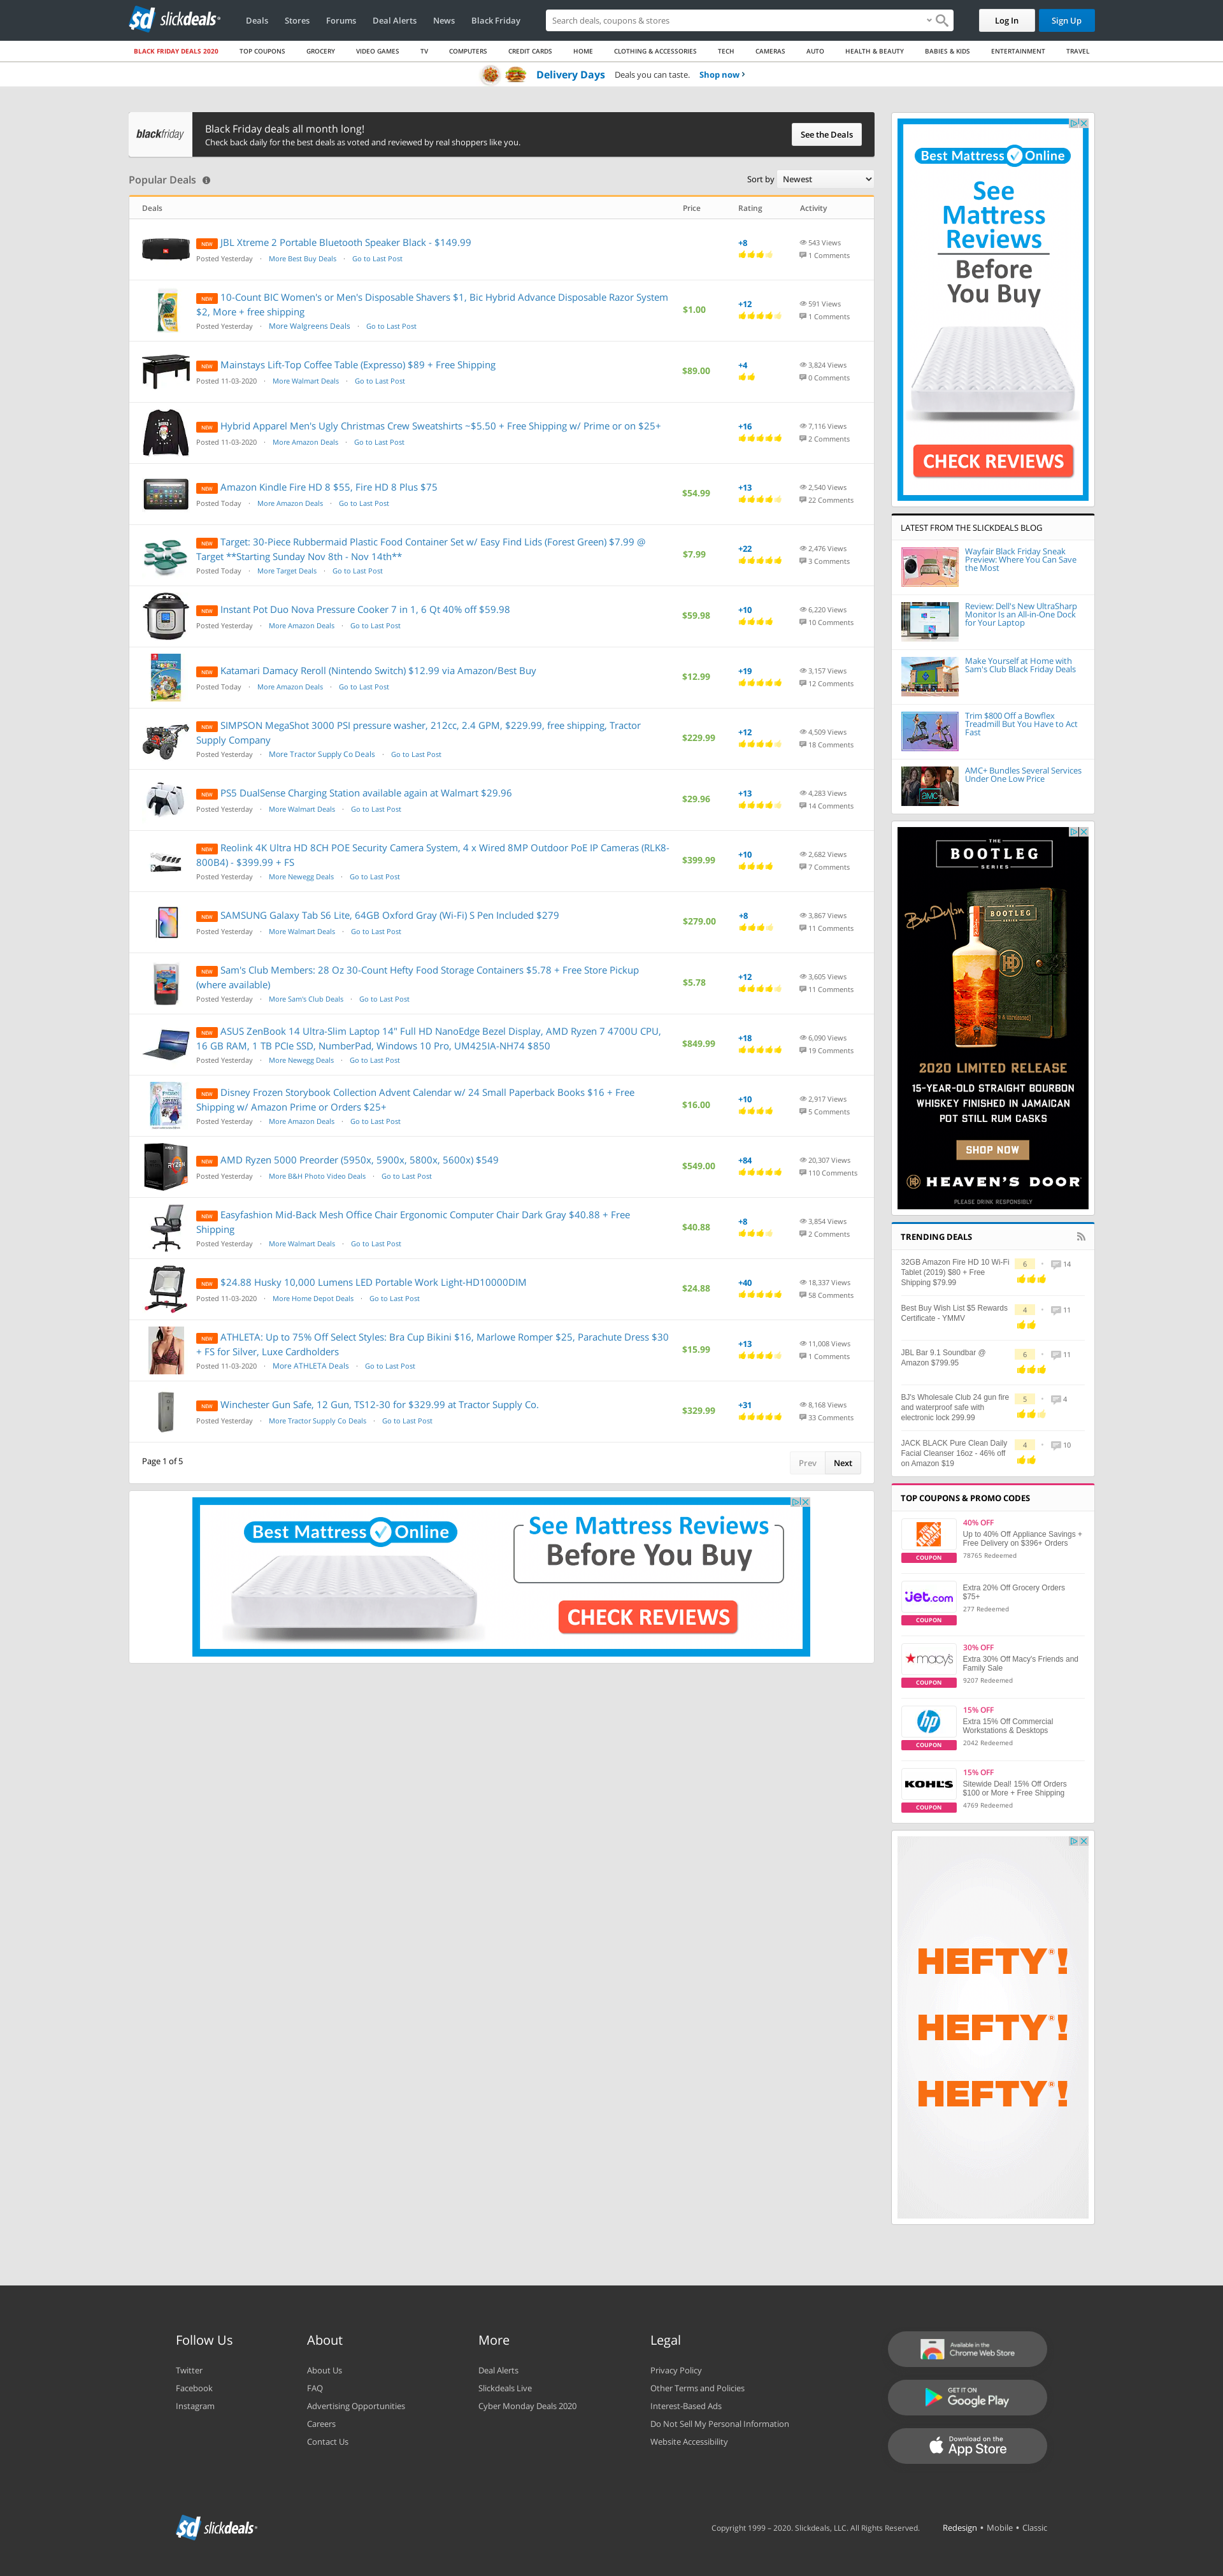 slickdeals
Deals
Stores
Forums
Deal Alerts
News
Black Friday
Search deals, coupons & stores
Log In
Sign Up
BLACK FRIDAY DEALS 2020
TOP COUPONS
GROCERY
VIDEO GAMES
TV
COMPUTERS
CREDIT CARDS
HOME
CLOTHING & ACCESSORIES
TECH
CAMERAS
AUTO
HEALTH & BEAUTY
BABIES & KIDS
ENTERTAINMENT
TRAVEL
Delivery Days Deals you can taste. Shop now ›
blackfriday
Black Friday deals all month long!
Check back daily for the best deals as voted and reviewed by real shoppers like you.
See the Deals
Popular Deals
Sort by Newest
Deals Price Rating Activity
NEW JBL Xtreme 2 Portable Bluetooth Speaker Black - $149.99
Posted Yesterday · More Best Buy Deals · Go to Last Post
+8
543 Views
1 Comments
NEW 10-Count BIC Women's or Men's Disposable Shavers $1, Bic Hybrid Advance Disposable Razor System
$2, More + free shipping
Posted Yesterday · More Walgreens Deals · Go to Last Post
$1.00
+12
591 Views
1 Comments
NEW Mainstays Lift-Top Coffee Table (Expresso) $89 + Free Shipping
Posted 11-03-2020 · More Walmart Deals · Go to Last Post
$89.00
+4
3,824 Views
0 Comments
NEW Hybrid Apparel Men's Ugly Christmas Crew Sweatshirts ~$5.50 + Free Shipping w/ Prime or on $25+
Posted 11-03-2020 · More Amazon Deals · Go to Last Post
+16
7,116 Views
2 Comments
NEW Amazon Kindle Fire HD 8 $55, Fire HD 8 Plus $75
Posted Today · More Amazon Deals · Go to Last Post
$54.99
+13
2,540 Views
22 Comments
NEW Target: 30-Piece Rubbermaid Plastic Food Container Set w/ Easy Find Lids (Forest Green) $7.99 @
Target **Starting Sunday Nov 8th - Nov 14th**
Posted Today · More Target Deals · Go to Last Post
$7.99
+22
2,476 Views
3 Comments
NEW Instant Pot Duo Nova Pressure Cooker 7 in 1, 6 Qt 40% off $59.98
Posted Yesterday · More Amazon Deals · Go to Last Post
$59.98
+10
6,220 Views
10 Comments
NEW Katamari Damacy Reroll (Nintendo Switch) $12.99 via Amazon/Best Buy
Posted Today · More Amazon Deals · Go to Last Post
$12.99
+19
3,157 Views
12 Comments
NEW SIMPSON MegaShot 3000 PSI pressure washer, 212cc, 2.4 GPM, $229.99, free shipping, Tractor
Supply Company
Posted Yesterday · More Tractor Supply Co Deals · Go to Last Post
$229.99
+12
4,509 Views
18 Comments
NEW PS5 DualSense Charging Station available again at Walmart $29.96
Posted Yesterday · More Walmart Deals · Go to Last Post
$29.96
+13
4,283 Views
14 Comments
NEW Reolink 4K Ultra HD 8CH POE Security Camera System, 4 x Wired 8MP Outdoor PoE IP Cameras (RLK8-
800B4) - $399.99 + FS
Posted Yesterday · More Newegg Deals · Go to Last Post
$399.99
+10
2,682 Views
7 Comments
NEW SAMSUNG Galaxy Tab S6 Lite, 64GB Oxford Gray (Wi-Fi) S Pen Included $279
Posted Yesterday · More Walmart Deals · Go to Last Post
$279.00
+8
3,867 Views
11 Comments
NEW Sam's Club Members: 28 Oz 30-Count Hefty Food Storage Containers $5.78 + Free Store Pickup
(where available)
Posted Yesterday · More Sam's Club Deals · Go to Last Post
$5.78
+12
3,605 Views
11 Comments
NEW ASUS ZenBook 14 Ultra-Slim Laptop 14" Full HD NanoEdge Bezel Display, AMD Ryzen 7 4700U CPU,
16 GB RAM, 1 TB PCIe SSD, NumberPad, Windows 10 Pro, UM425IA-NH74 $850
Posted Yesterday · More Newegg Deals · Go to Last Post
$849.99
+18
6,090 Views
19 Comments
NEW Disney Frozen Storybook Collection Advent Calendar w/ 24 Small Paperback Books $16 + Free
Shipping w/ Amazon Prime or Orders $25+
Posted Yesterday · More Amazon Deals · Go to Last Post
$16.00
+10
2,917 Views
5 Comments
NEW AMD Ryzen 5000 Preorder (5950x, 5900x, 5800x, 5600x) $549
Posted Yesterday · More B&H Photo Video Deals · Go to Last Post
$549.00
+84
20,307 Views
110 Comments
NEW Easyfashion Mid-Back Mesh Office Chair Ergonomic Computer Chair Dark Gray $40.88 + Free
Shipping
Posted Yesterday · More Walmart Deals · Go to Last Post
$40.88
+8
3,854 Views
2 Comments
NEW $24.88 Husky 10,000 Lumens LED Portable Work Light-HD10000DIM
Posted 11-03-2020 · More Home Depot Deals · Go to Last Post
$24.88
+40
18,337 Views
58 Comments
NEW ATHLETA: Up to 75% Off Select Styles: Bra Cup Bikini $16, Marlowe Romper $25, Parachute Dress $30
+ FS for Silver, Luxe Cardholders
Posted 11-03-2020 · More ATHLETA Deals · Go to Last Post
$15.99
+13
11,008 Views
1 Comments
NEW Winchester Gun Safe, 12 Gun, TS12-30 for $329.99 at Tractor Supply Co.
Posted Yesterday · More Tractor Supply Co Deals · Go to Last Post
$329.99
+31
8,168 Views
33 Comments
Page 1 of 5
Prev Next
Best Mattress Online
See Mattress Reviews
Before You Buy
CHECK REVIEWS
Best Mattress Online
See
Mattress
Reviews
Before
You Buy
CHECK REVIEWS
LATEST FROM THE SLICKDEALS BLOG
Wayfair Black Friday Sneak
Preview: Where You Can Save
the Most
Review: Dell's New UltraSharp
Monitor Is an All-in-One Dock
for Your Laptop
Make Yourself at Home with
Sam's Club Black Friday Deals
Trim $800 Off a Bowflex
Treadmill But You Have to Act
Fast
AMC+ Bundles Several Services
Under One Low Price
THE
BOOTLEG
SERIES
2020 LIMITED RELEASE
15-YEAR-OLD STRAIGHT BOURBON
WHISKEY FINISHED IN JAMAICAN
POT STILL RUM CASKS
SHOP NOW
HEAVEN'S DOOR
PLEASE DRINK RESPONSIBLY
TRENDING DEALS
32GB Amazon Fire HD 10 Wi-Fi
Tablet (2019) $80 + Free
Shipping $79.99
6 · 14
Best Buy Wish List $5 Rewards
Certificate - YMMV
4 · 11
JBL Bar 9.1 Soundbar @
Amazon $799.95
6 · 11
BJ's Wholesale Club 24 gun fire
and waterproof safe with
electronic lock 299.99
5 · 4
JACK BLACK Pure Clean Daily
Facial Cleanser 16oz - 46% off
on Amazon $19
4 · 10
TOP COUPONS & PROMO CODES
COUPON
40% OFF
Up to 40% Off Appliance Savings +
Free Delivery on $396+ Orders
78765 Redeemed
jet.com
COUPON
Extra 20% Off Grocery Orders
$75+
277 Redeemed
macy's
COUPON
30% OFF
Extra 30% Off Macy's Friends and
Family Sale
9207 Redeemed
hp
COUPON
15% OFF
Extra 15% Off Commercial
Workstations & Desktops
2042 Redeemed
KOHL'S
COUPON
15% OFF
Sitewide Deal! 15% Off Orders
$100 or More + Free Shipping
4769 Redeemed
HEFTY!
HEFTY!
HEFTY!
Follow Us
Twitter
Facebook
Instagram
About
About Us
FAQ
Advertising Opportunities
Careers
Contact Us
More
Deal Alerts
Slickdeals Live
Cyber Monday Deals 2020
Legal
Privacy Policy
Other Terms and Policies
Interest-Based Ads
Do Not Sell My Personal Information
Website Accessibility
Available in the
Chrome Web Store
GET IT ON
Google Play
Download on the
App Store
slickdeals
Copyright 1999 – 2020. Slickdeals, LLC. All Rights Reserved.
Redesign • Mobile • Classic